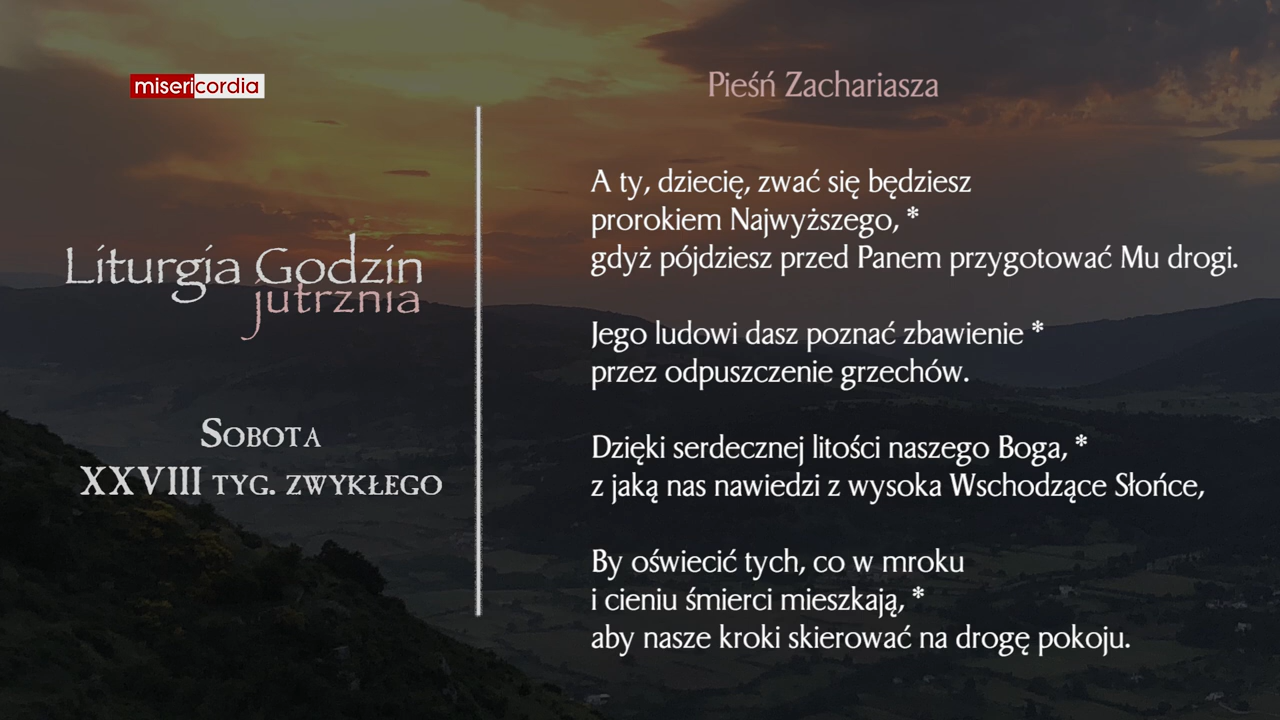 misericordia
Liturgia Godzin
jutrznia
Sobota
XXVIII tyg. zwykłego
Pieśń Zachariasza
A ty, dziecię, zwać się będziesz
prorokiem Najwyższego, *
gdyż pójdziesz przed Panem przygotować Mu drogi.
Jego ludowi dasz poznać zbawienie *
przez odpuszczenie grzechów.
Dzięki serdecznej litości naszego Boga, *
z jaką nas nawiedzi z wysoka Wschodzące Słońce,
By oświecić tych, co w mroku
i cieniu śmierci mieszkają, *
aby nasze kroki skierować na drogę pokoju.